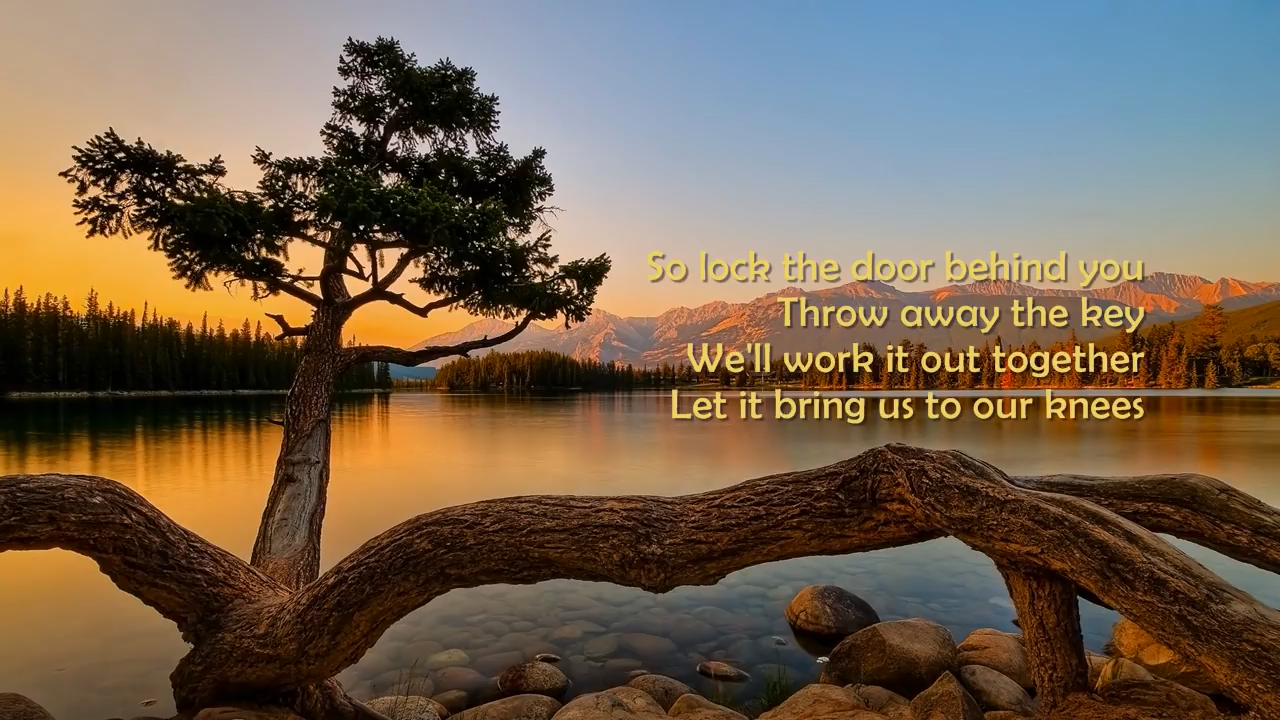 So lock the door behind you
Throw away the key
We'll work it out together
Let it bring us to our knees